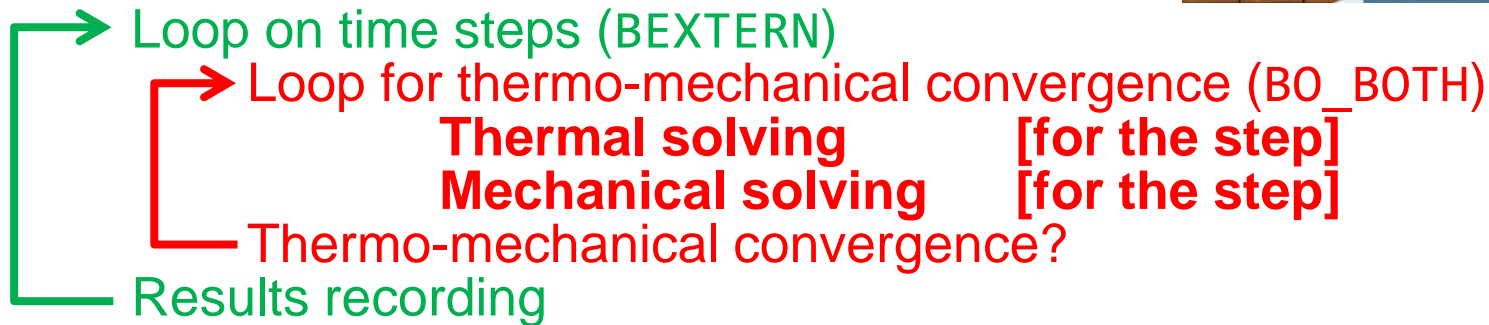 Loop on time steps (BEXTERN)
Loop for thermo-mechanical convergence (BO_BOTH)
Thermal solving [for the step]
Mechanical solving [for the step]
Thermo-mechanical convergence?
Results recording